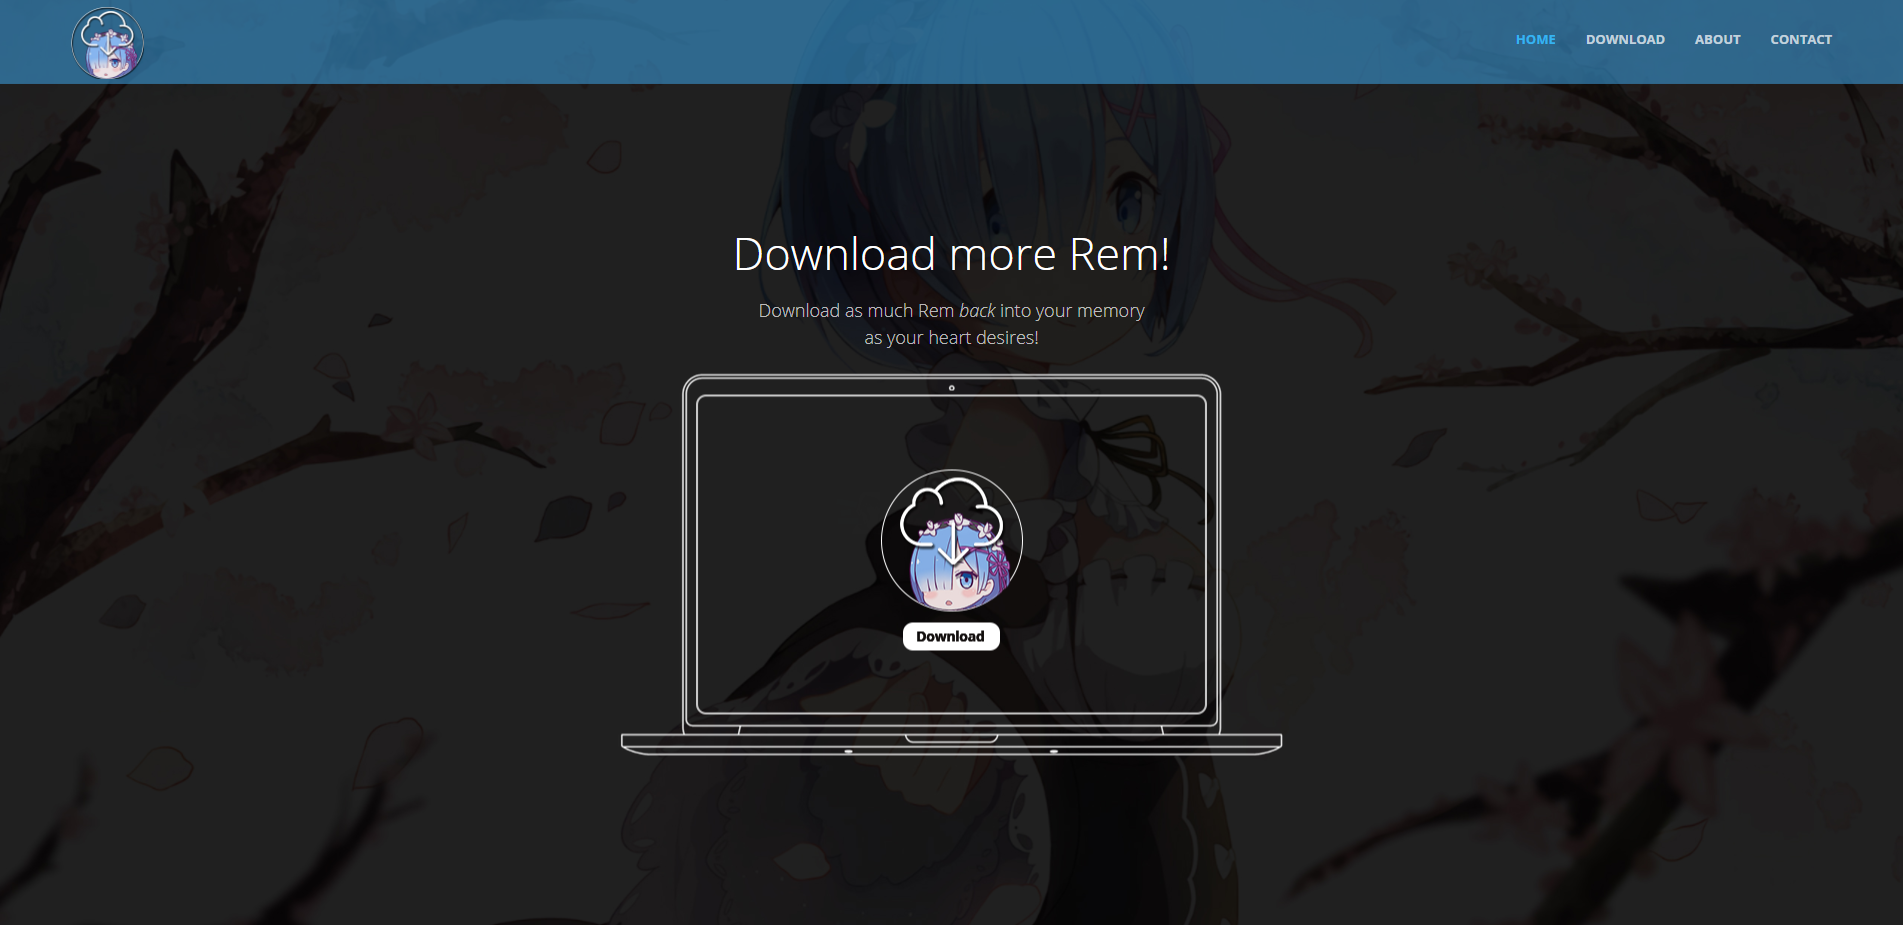 HOME
DOWNLOAD
ABOUT
CONTACT
Download more Rem!
Download as much Rem back into your memory
as your heart desires!
Download